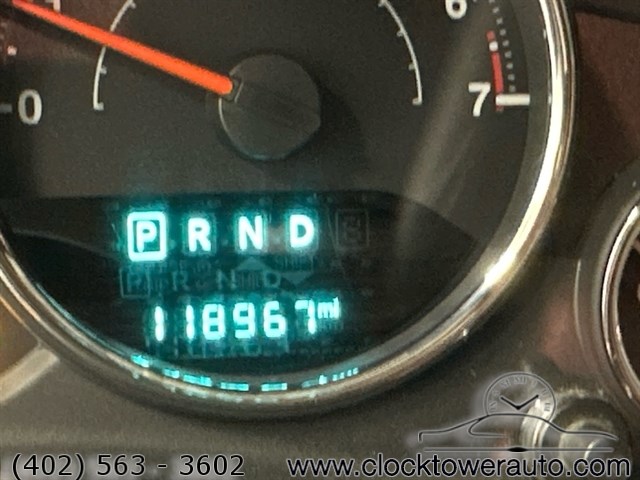 6
0
7
P R N D
118967 mi
(402) 563 - 3602
www.clocktowerauto.com